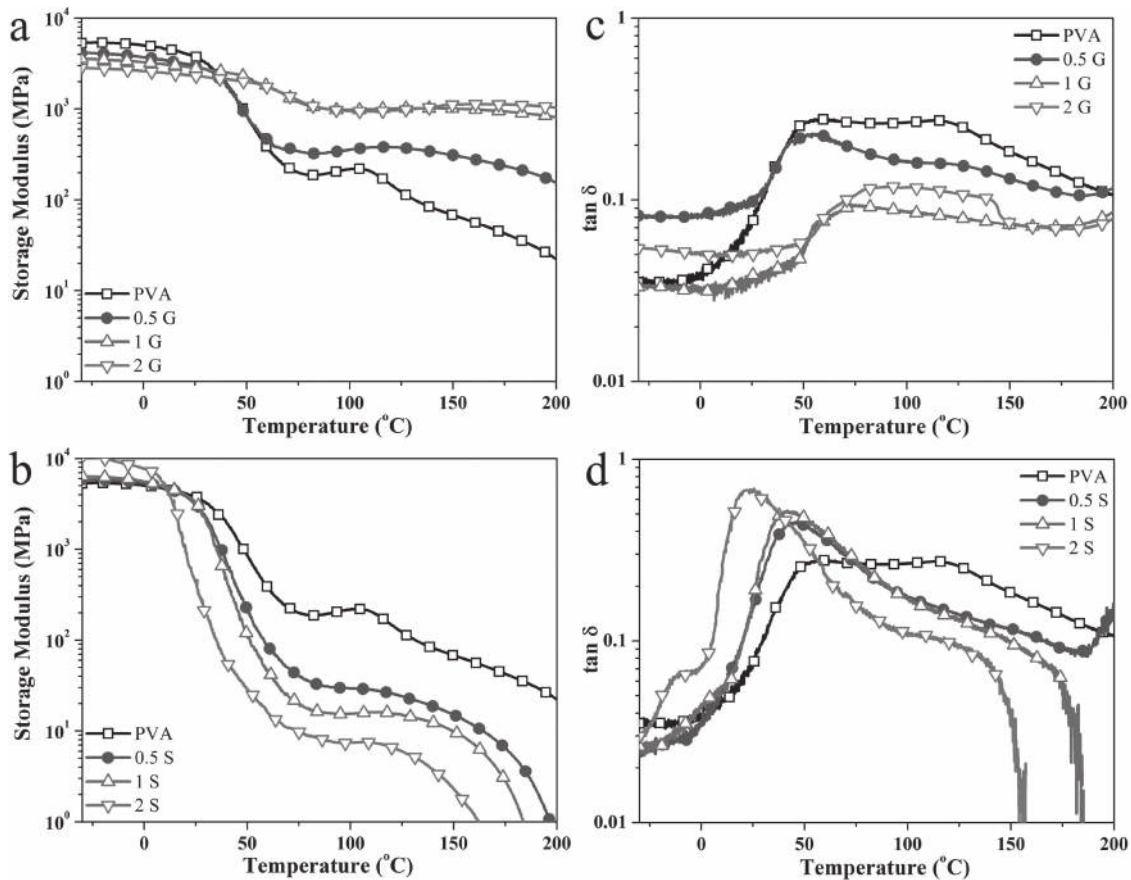 a
Storage Modulus (MPa)
10⁴
10³
10²
10¹
10⁰
PVA
0.5 G
1 G
2 G
0 50 100 150 200
Temperature (°C)
c
tan δ
1
0.1
0.01
PVA
0.5 G
1 G
2 G
0 50 100 150 200
Temperature (°C)
b
Storage Modulus (MPa)
10⁴
10³
10²
10¹
10⁰
PVA
0.5 S
1 S
2 S
0 50 100 150 200
Temperature (°C)
d
tan δ
1
0.1
0.01
PVA
0.5 S
1 S
2 S
0 50 100 150 200
Temperature (°C)